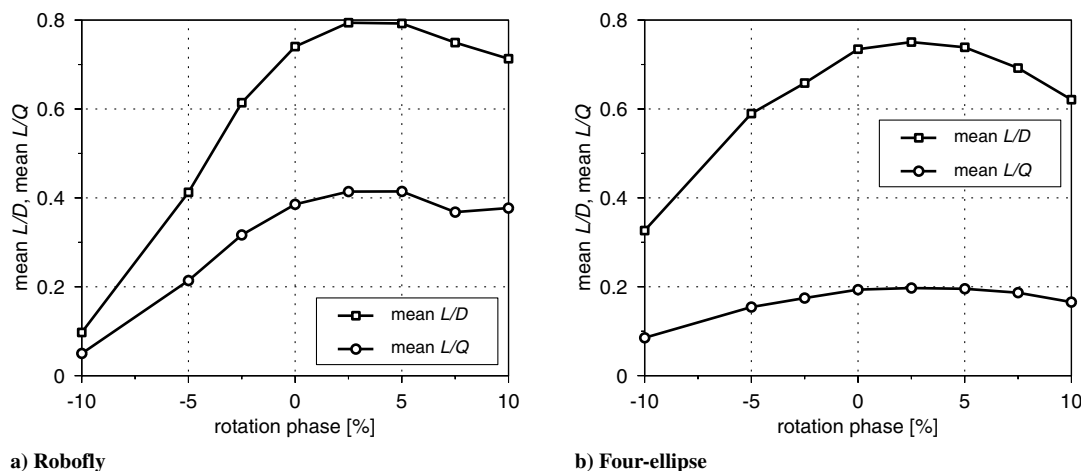 0.8
0.6
0.4
0.2
0
mean L/D, mean L/Q
mean L/D
mean L/Q
-10
-5
0
5
10
rotation phase [%]
a) Robofly
0.8
0.6
0.4
0.2
0
mean L/D, mean L/Q
mean L/D
mean L/Q
-10
-5
0
5
10
rotation phase [%]
b) Four-ellipse